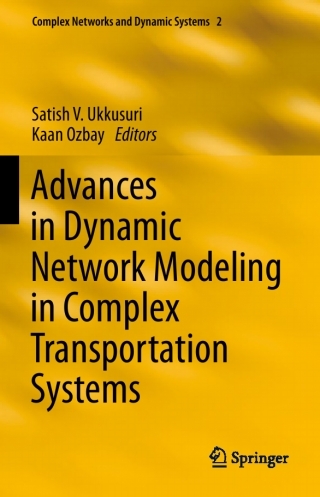 Complex Networks and Dynamic Systems 2
Satish V. Ukkusuri
Kaan Ozbay Editors
Advances
in Dynamic
Network Modeling
in Complex
Transportation
Systems
Springer